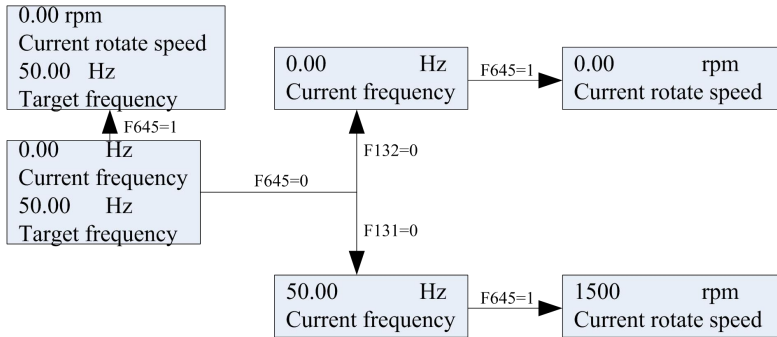 0.00 rpm
Current rotate speed
50.00 Hz
Target frequency
F645=1
0.00 Hz
Current frequency
50.00 Hz
Target frequency
F645=0
0.00 Hz
Current frequency
F645=1
0.00 rpm
Current rotate speed
F132=0
F131=0
50.00 Hz
Current frequency
F645=1
1500 rpm
Current rotate speed